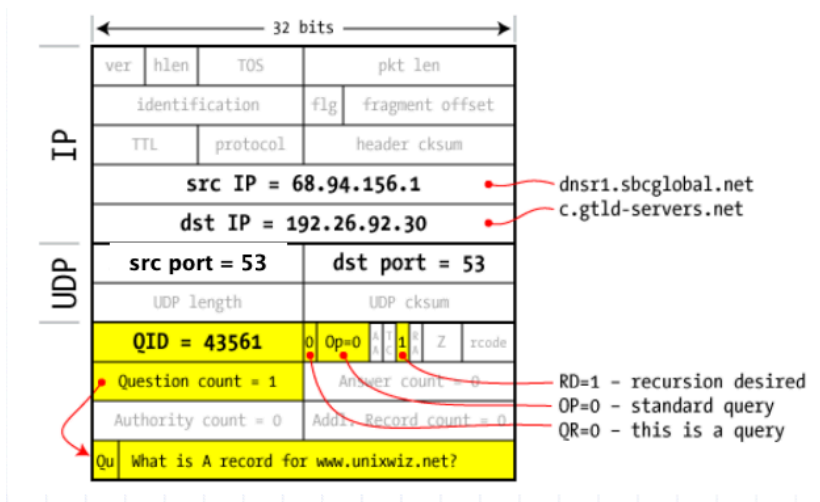 32 bits
IP
ver hlen TOS pkt len
identification flg fragment offset
TTL protocol header cksum
src IP = 68.94.156.1 dnsr1.sbcglobal.net
dst IP = 192.26.92.30 c.gtld-servers.net
UDP
src port = 53 dst port = 53
UDP length UDP cksum
QID = 43561 0 Op=0 AA TC 1 RA Z rcode
Question count = 1 Answer count = 0 RD=1 – recursion desired
OP=0 – standard query
Authority count = 0 Addl. Record count = 0 QR=0 – this is a query
Qu What is A record for www.unixwiz.net?